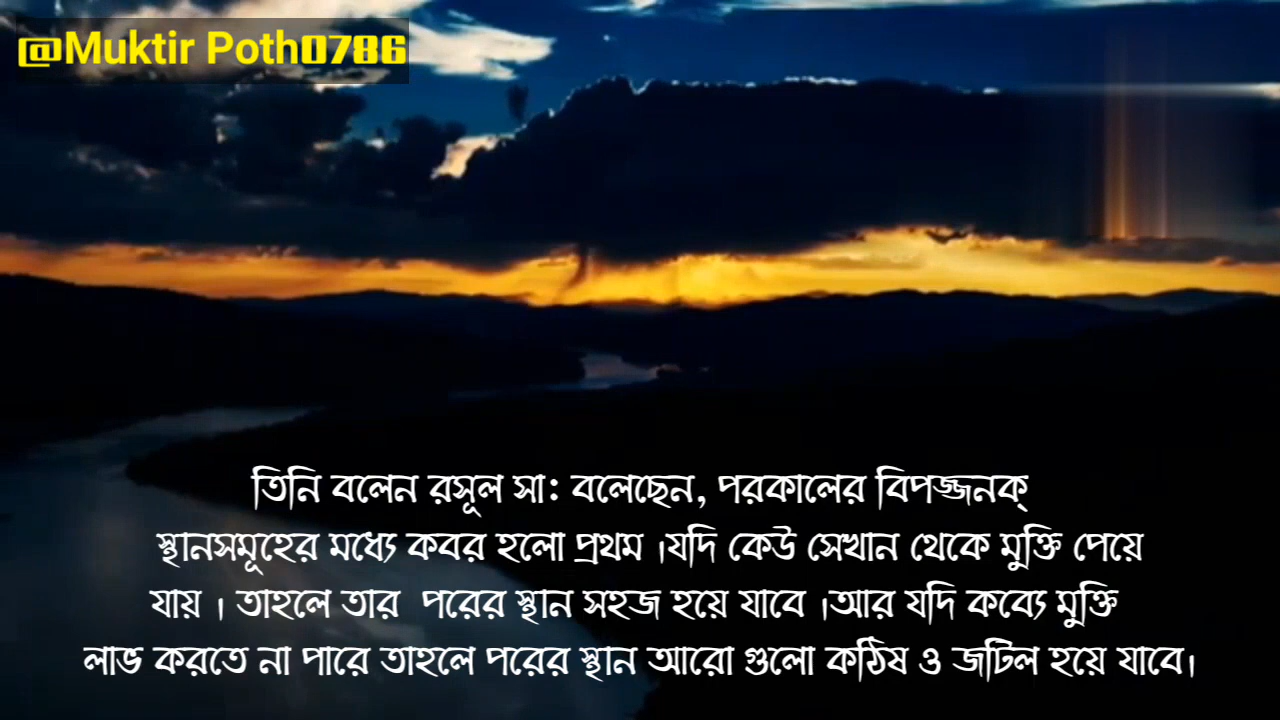 @Muktir Poth0786
তিনি বলেন রসূল সা: বলেছেন, পরকালের বিপজ্জনক্
স্থানসমূহের মধ্যে কবর হলো প্রথম ।যদি কেউ সেখান থেকে মুক্তি পেয়ে
যায় । তাহলে তার পরের স্থান সহজ হয়ে যাবে ।আর যদি কব্যে মুক্তি
লাভ করতে না পারে তাহলে পরের স্থান আরো গুলো কঠিষ ও জটিল হয়ে যাবে।